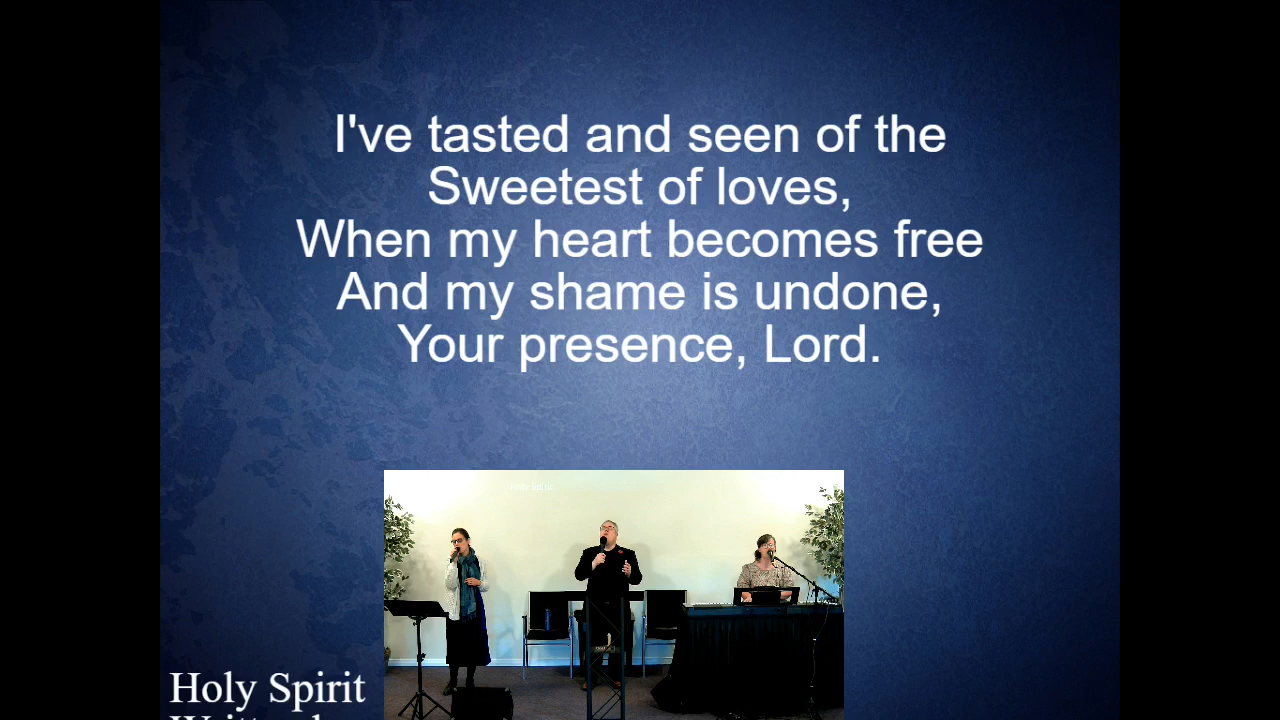 I've tasted and seen of the
Sweetest of loves,
When my heart becomes free
And my shame is undone,
Your presence, Lord.
Holy Spirit